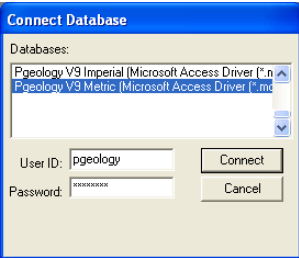 Connect Database
Databases:
Pgeology V9 Imperial (Microsoft Access Driver (*.m
Pgeology V9 Metric (Microsoft Access Driver (*.md
User ID: pgeology Connect
Password: ******** Cancel